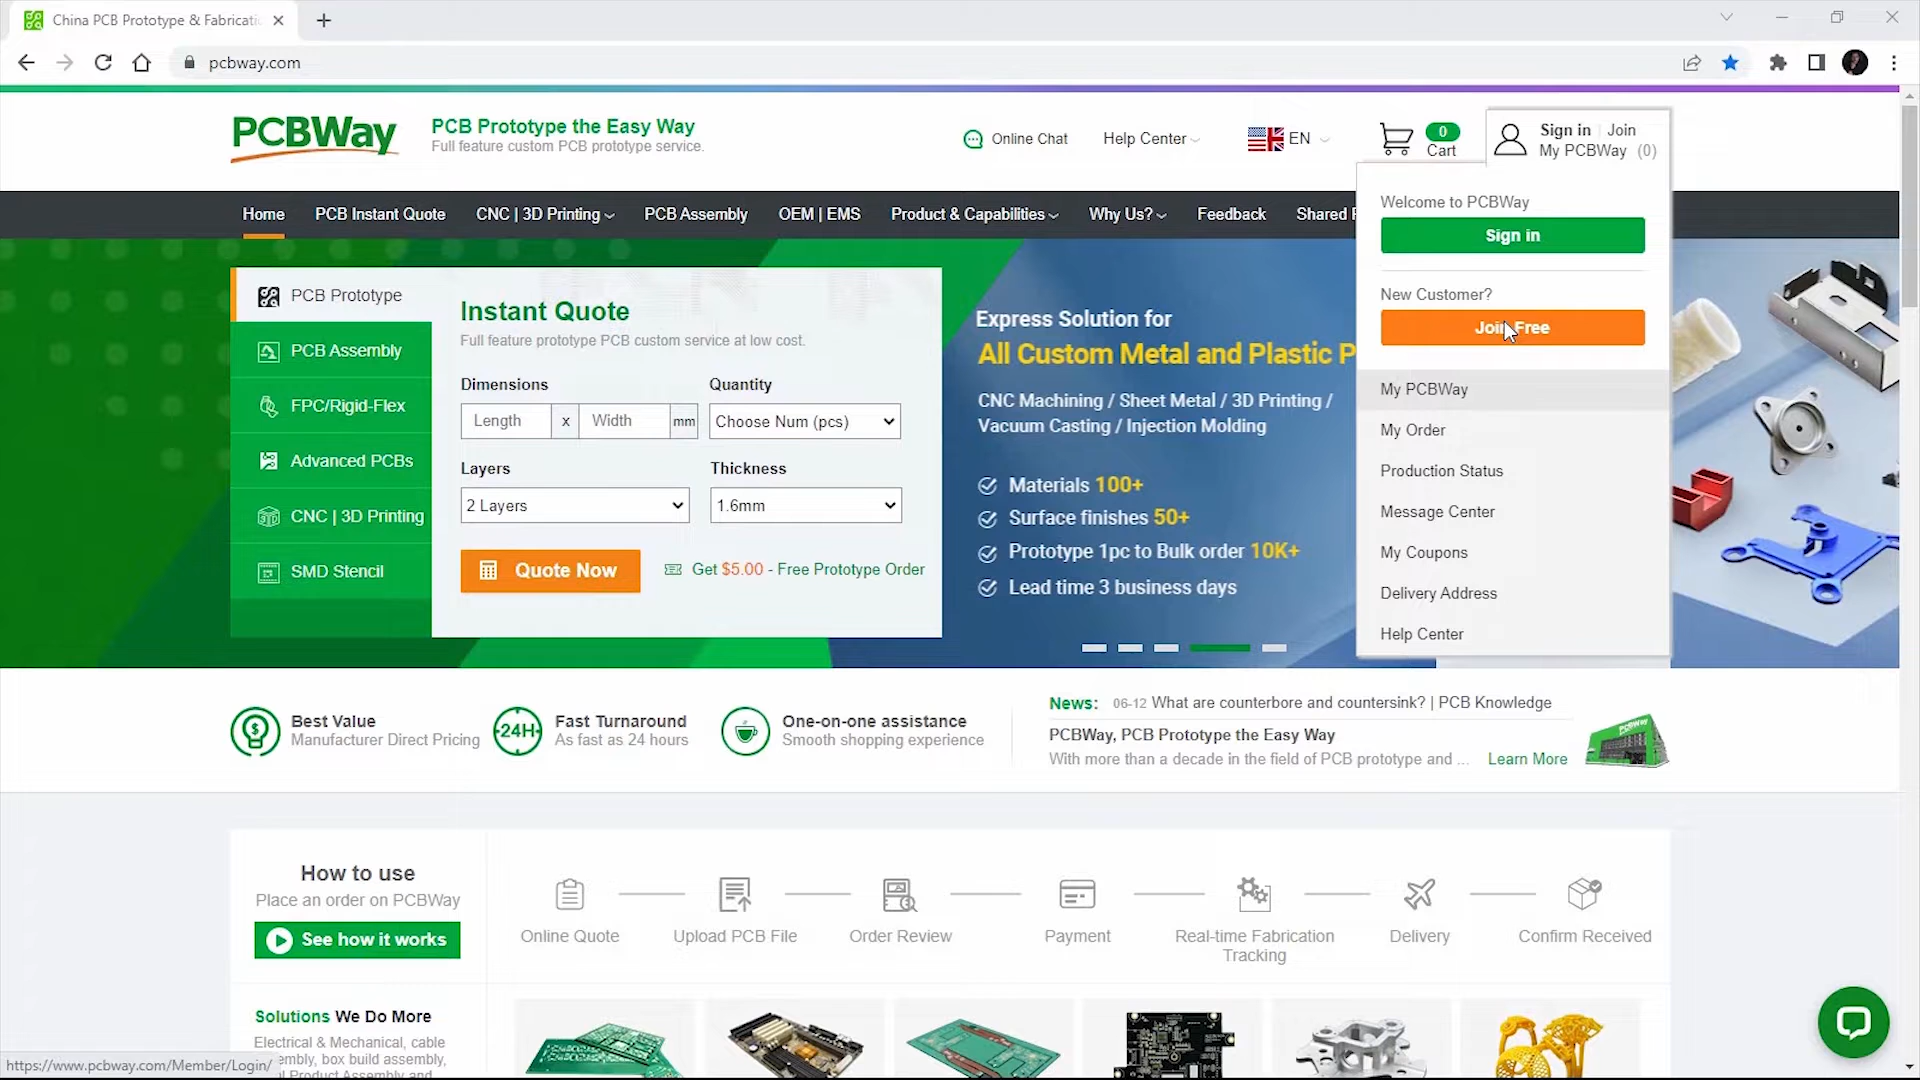 China PCB Prototype & Fabricati
pcbway.com
PCBWay
PCB Prototype the Easy Way
Full feature custom PCB prototype service.
Online Chat
Help Center
EN
0
Cart
Sign in | Join
My PCBWay (0)
Home
PCB Instant Quote
CNC | 3D Printing
PCB Assembly
OEM | EMS
Product & Capabilities
Why Us?
Feedback
Shared
Welcome to PCBWay
Sign in
New Customer?
Join Free
My PCBWay
My Order
Production Status
Message Center
My Coupons
Delivery Address
Help Center
PCB Prototype
PCB Assembly
FPC/Rigid-Flex
Advanced PCBs
CNC | 3D Printing
SMD Stencil
Instant Quote
Full feature prototype PCB custom service at low cost.
Dimensions
Quantity
Length x Width mm
Choose Num (pcs)
Layers
Thickness
2 Layers
1.6mm
Quote Now
Get $5.00 - Free Prototype Order
Express Solution for
All Custom Metal and Plastic P
CNC Machining / Sheet Metal / 3D Printing /
Vacuum Casting / Injection Molding
Materials 100+
Surface finishes 50+
Prototype 1pc to Bulk order 10K+
Lead time 3 business days
Best Value
Manufacturer Direct Pricing
24H
Fast Turnaround
As fast as 24 hours
One-on-one assistance
Smooth shopping experience
News: 06-12 What are counterbore and countersink? | PCB Knowledge
PCBWay, PCB Prototype the Easy Way
With more than a decade in the field of PCB prototype and ... Learn More
PCBWay
How to use
Place an order on PCBWay
See how it works
Online Quote
Upload PCB File
Order Review
Payment
Real-time Fabrication
Tracking
Delivery
Confirm Received
Solutions We Do More
Electrical & Mechanical, cable
embly, box build assembly,
l Product Assembly and
https://www.pcbway.com/Member/Login/